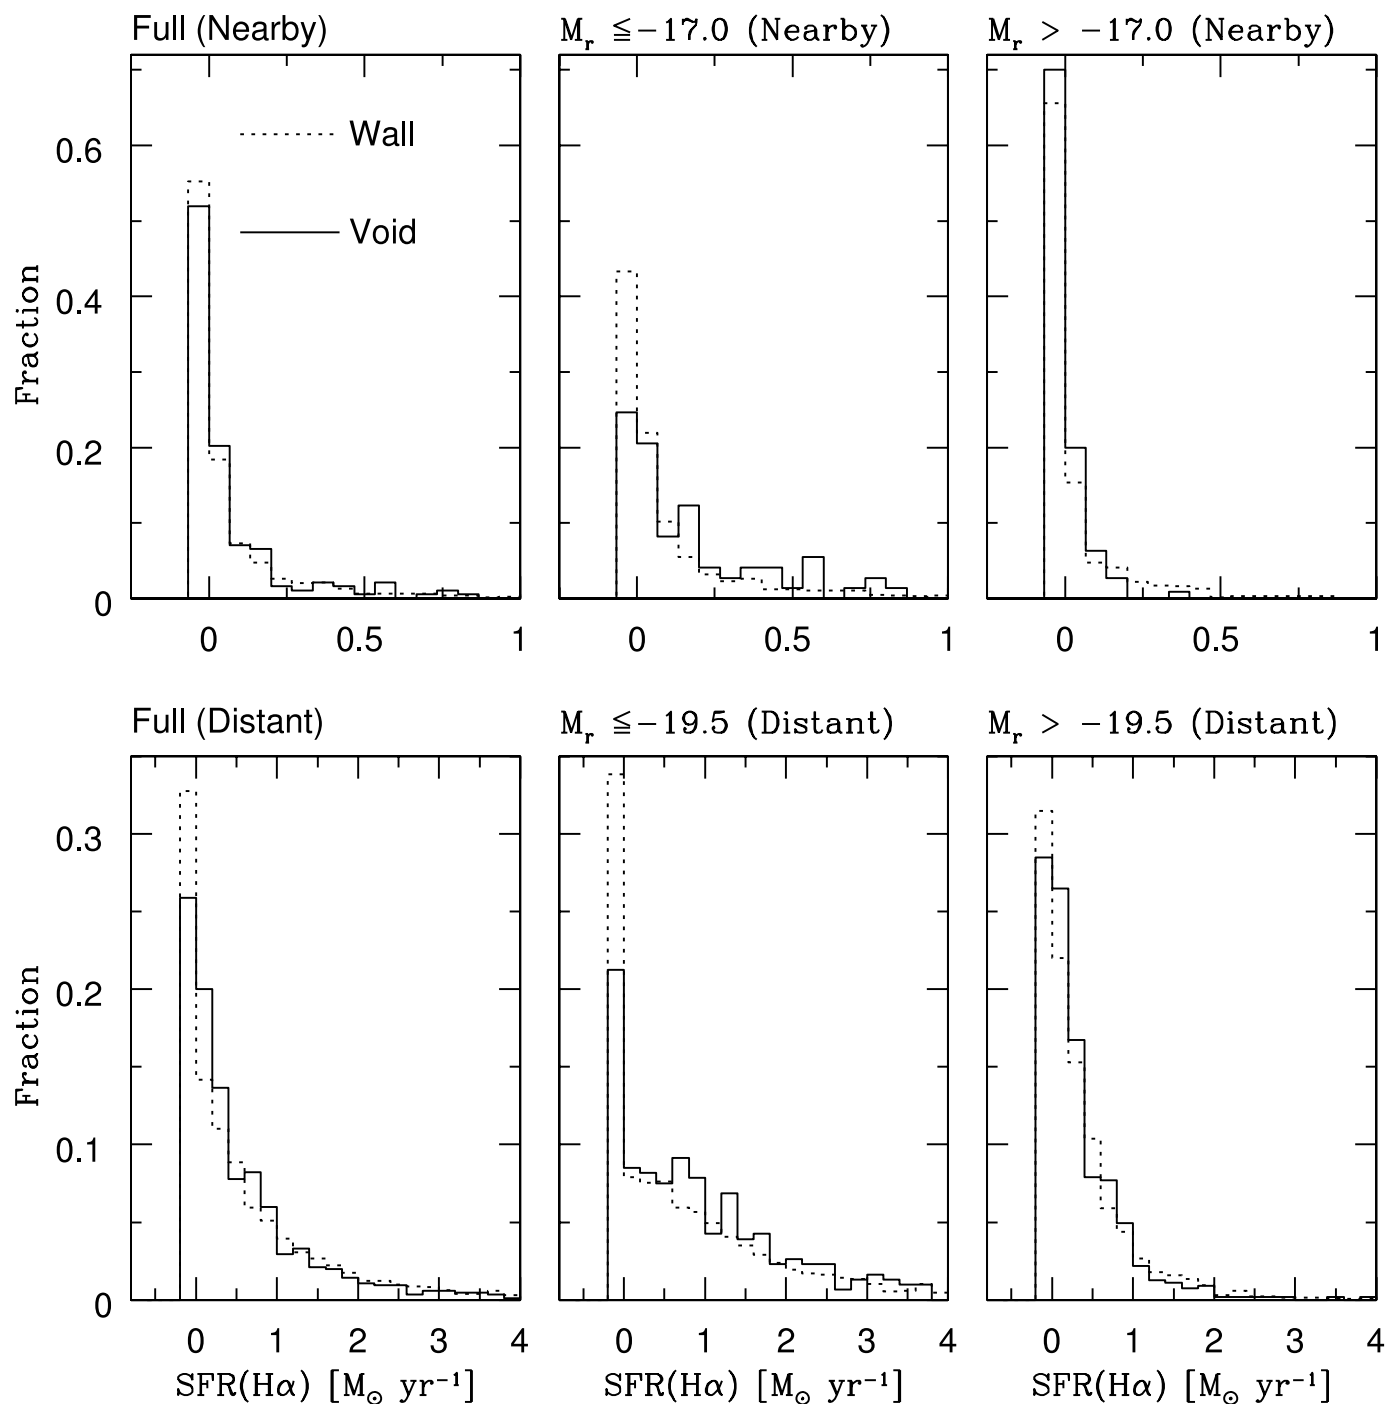 Full (Nearby)
M_r ≦−17.0 (Nearby)
M_r > −17.0 (Nearby)
Wall
Void
Fraction
0.6
0.4
0.2
0
0 0.5 1
0 0.5 1
0 0.5 1
Full (Distant)
M_r ≦−19.5 (Distant)
M_r > −19.5 (Distant)
Fraction
0.3
0.2
0.1
0
0 1 2 3 4
0 1 2 3 4
0 1 2 3 4
SFR(Hα) [M⊙ yr⁻¹]
SFR(Hα) [M⊙ yr⁻¹]
SFR(Hα) [M⊙ yr⁻¹]